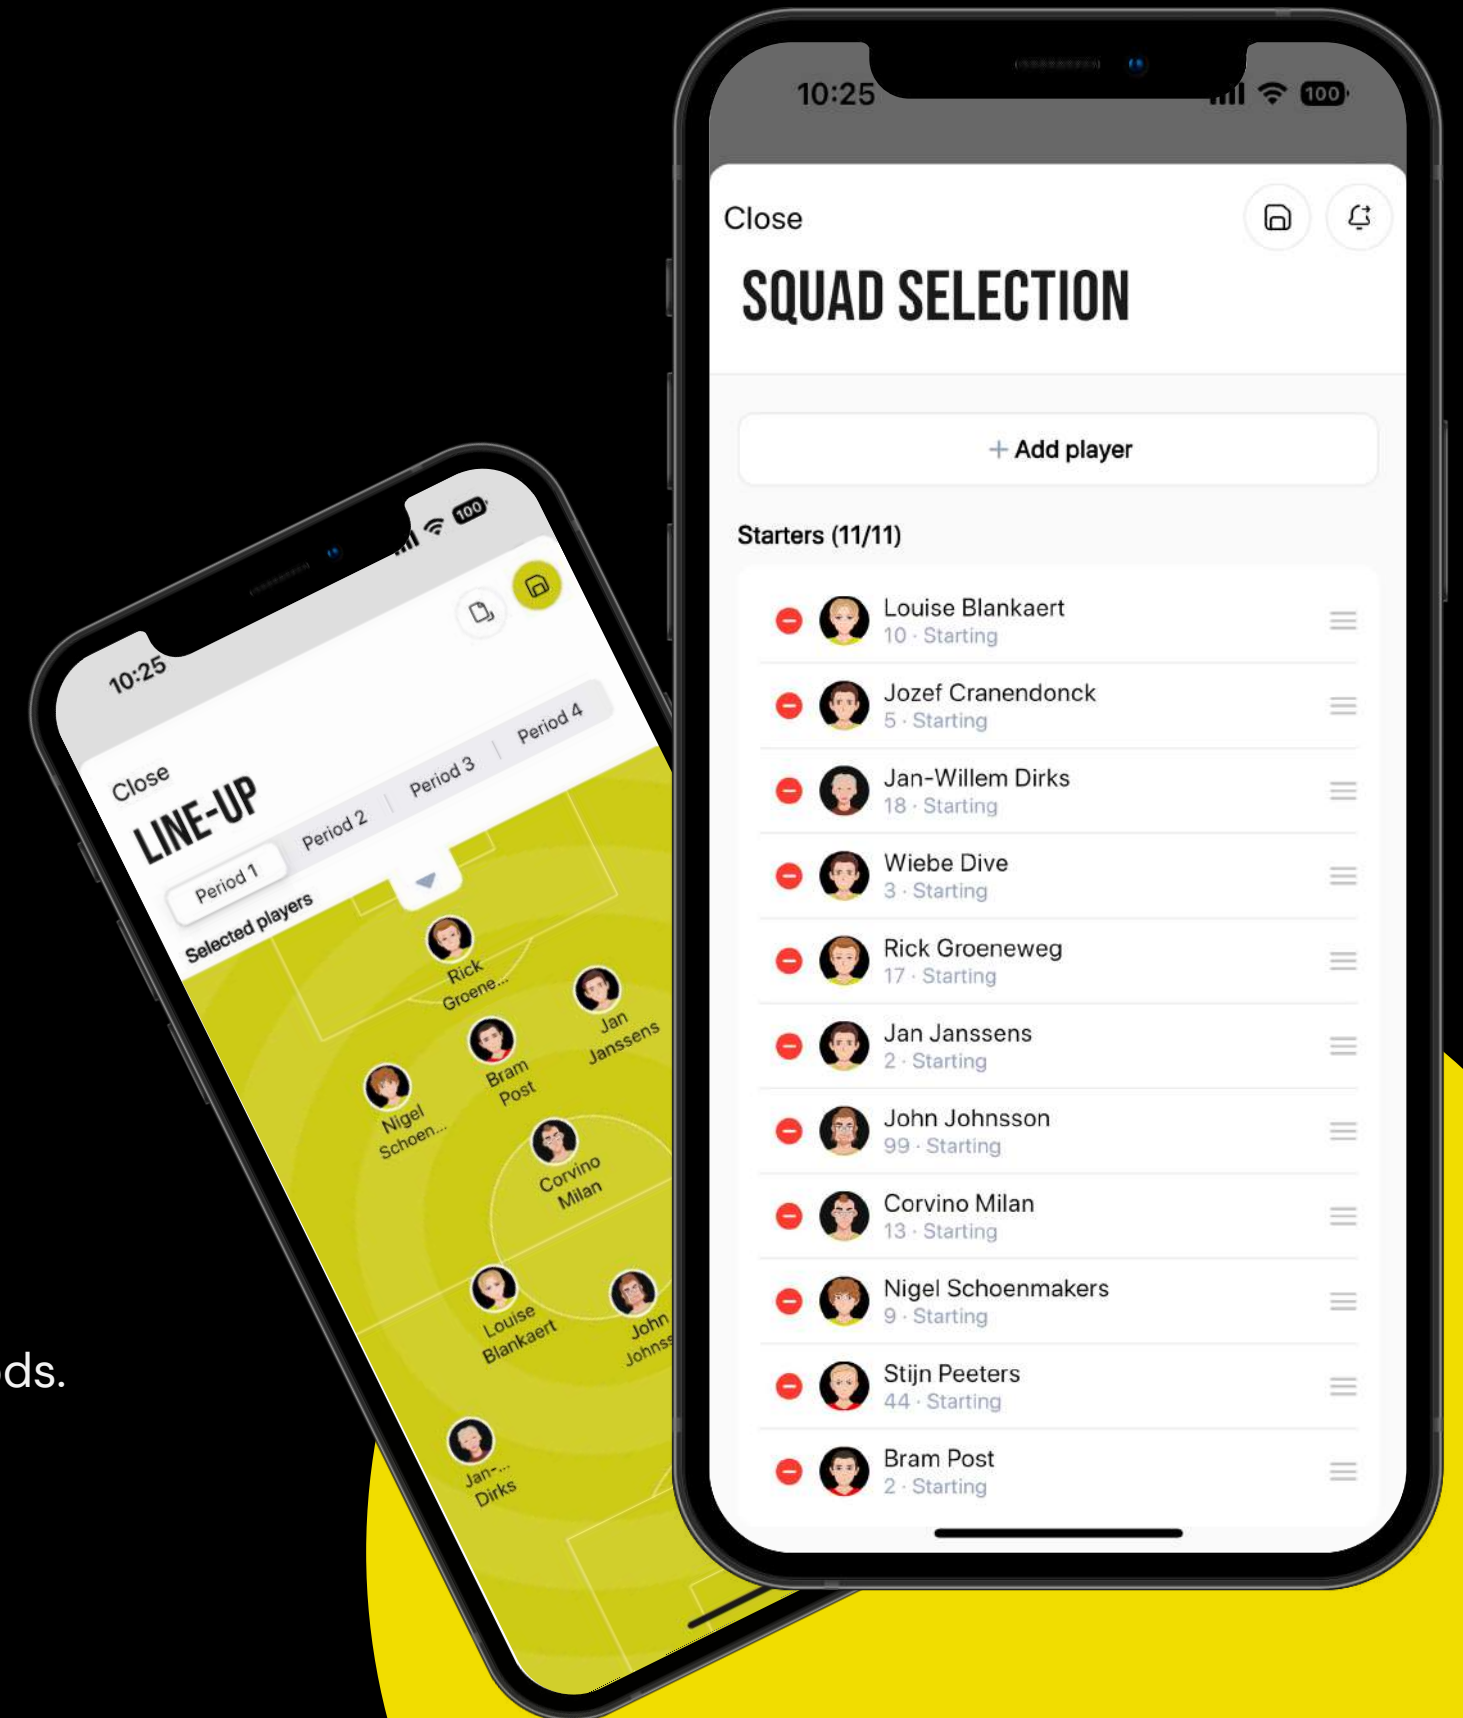 10:25
100
Close
SQUAD SELECTION
+ Add player
Starters (11/11)
Louise Blankaert
10 · Starting
Jozef Cranendonck
5 · Starting
Jan-Willem Dirks
18 · Starting
Wiebe Dive
3 · Starting
Rick Groeneweg
17 · Starting
Jan Janssens
2 · Starting
John Johnsson
99 · Starting
Corvino Milan
13 · Starting
Nigel Schoenmakers
9 · Starting
Stijn Peeters
44 · Starting
Bram Post
2 · Starting
10:25
100
Close
LINE-UP
Period 1
Period 2
Period 3
Period 4
Selected players
Rick
Groene...
Jan
Janssens
Bram
Post
Nigel
Schoen...
Corvino
Milan
Louise
Blankaert
John
Johnss
Jan-...
Dirks
ds.